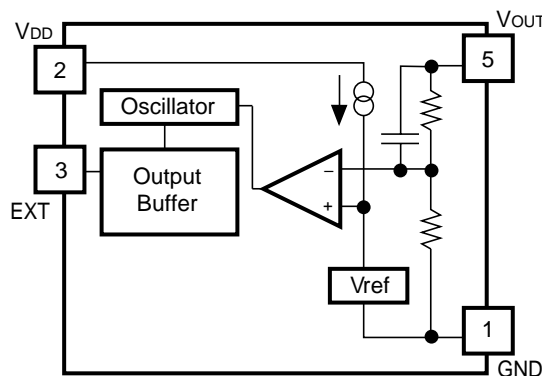 VDD
VOUT
2
5
Oscillator
3
Output
Buffer
EXT
−
+
Vref
1
GND